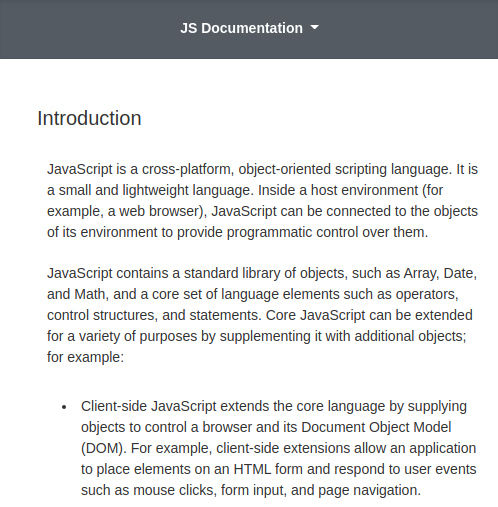 JS Documentation
Introduction
JavaScript is a cross-platform, object-oriented scripting language. It is
a small and lightweight language. Inside a host environment (for
example, a web browser), JavaScript can be connected to the objects
of its environment to provide programmatic control over them.
JavaScript contains a standard library of objects, such as Array, Date,
and Math, and a core set of language elements such as operators,
control structures, and statements. Core JavaScript can be extended
for a variety of purposes by supplementing it with additional objects;
for example:
• Client-side JavaScript extends the core language by supplying
objects to control a browser and its Document Object Model
(DOM). For example, client-side extensions allow an application
to place elements on an HTML form and respond to user events
such as mouse clicks, form input, and page navigation.